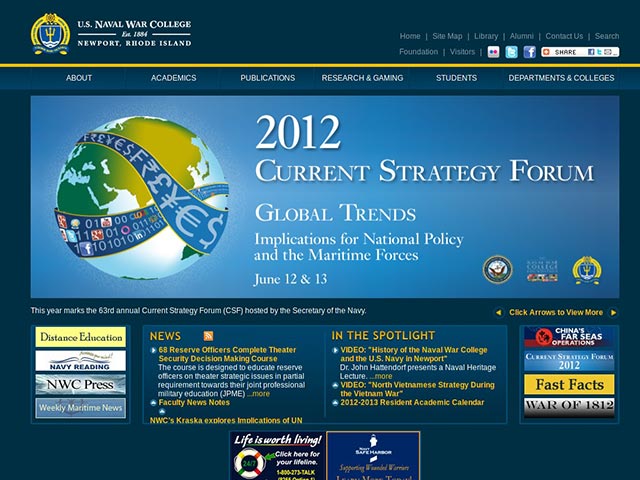 U.S. NAVAL WAR COLLEGE
Est. 1884
NEWPORT, RHODE ISLAND
Home | Site Map | Library | Alumni | Contact Us | Search
Foundation | Visitors |
SHARE
ABOUT ACADEMICS PUBLICATIONS RESEARCH & GAMING STUDENTS DEPARTMENTS & COLLEGES
2012
CURRENT STRATEGY FORUM
GLOBAL TRENDS
Implications for National Policy
and the Maritime Forces
June 12 & 13
This year marks the 63rd annual Current Strategy Forum (CSF) hosted by the Secretary of the Navy.
Click Arrows to View More
Distance Education
NAVY READING
NWC Press
Weekly Maritime News
NEWS
68 Reserve Officers Complete Theater
Security Decision Making Course
The course is designed to educate reserve
officers on theater strategic issues in partial
requirement towards their joint professional
military education (JPME) ...more
Faculty News Notes
NWC's Kraska explores Implications of UN
IN THE SPOTLIGHT
VIDEO: "History of the Naval War College
and the U.S. Navy in Newport"
Dr. John Hattendorf presents a Naval Heritage
Lecture. ...more
VIDEO: "North Vietnamese Strategy During
the Vietnam War"
2012-2013 Resident Academic Calendar
CHINA'S
FAR SEAS
OPERATIONS
CURRENT STRATEGY FORUM
2012
Fast Facts
WAR OF 1812
Life is worth living!
24/7
Click here for
your lifeline.
1-800-273-TALK
SAFE HARBOR
Supporting Wounded Warriors